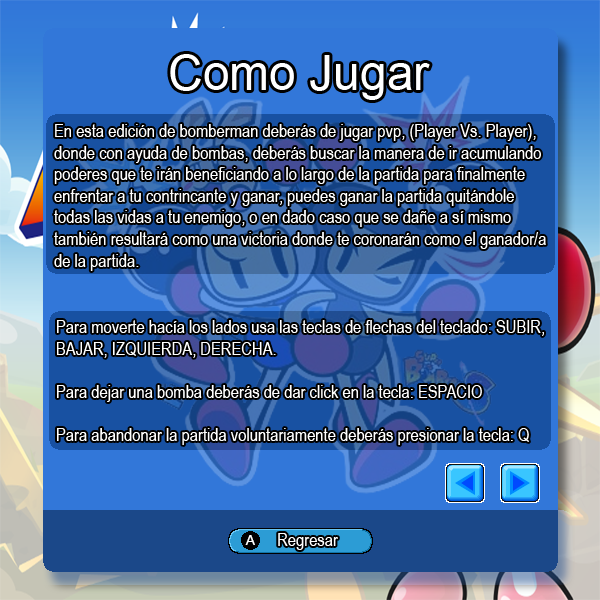 Como Jugar
En esta edición de bomberman deberás de jugar pvp, (Player Vs. Player),
donde con ayuda de bombas, deberás buscar la manera de ir acumulando
poderes que te irán beneficiando a lo largo de la partida para finalmente
enfrentar a tu contrincante y ganar, puedes ganar la partida quitándole
todas las vidas a tu enemigo, o en dado caso que se dañe a sí mismo
también resultará como una victoria donde te coronarán como el ganador/a
de la partida.
Para moverte hacía los lados usa las teclas de flechas del teclado: SUBIR,
BAJAR, IZQUIERDA, DERECHA.
Para dejar una bomba deberás de dar click en la tecla: ESPACIO
Para abandonar la partida voluntariamente deberás presionar la tecla: Q
A Regresar